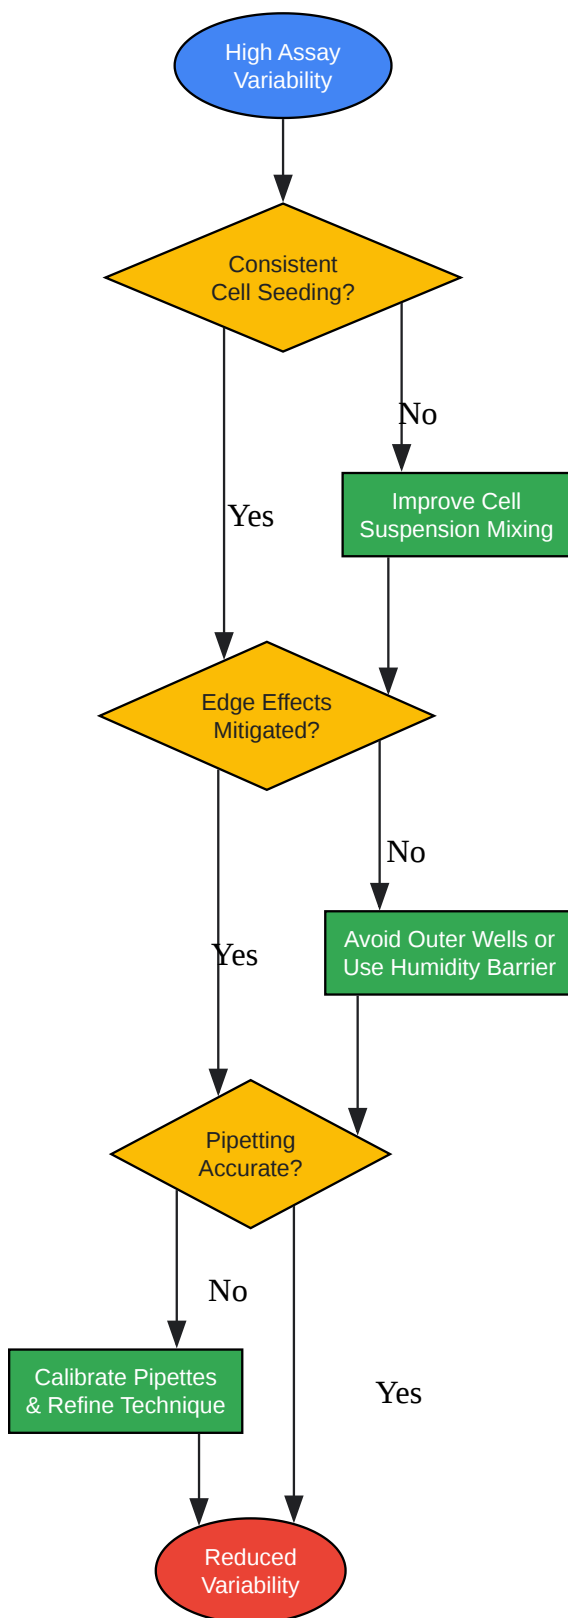 High Assay
Variability
Consistent
Cell Seeding?
No
Improve Cell
Suspension Mixing
Yes
Edge Effects
Mitigated?
No
Avoid Outer Wells or
Use Humidity Barrier
Yes
Pipetting
Accurate?
No
Calibrate Pipettes
& Refine Technique
Yes
Reduced
Variability